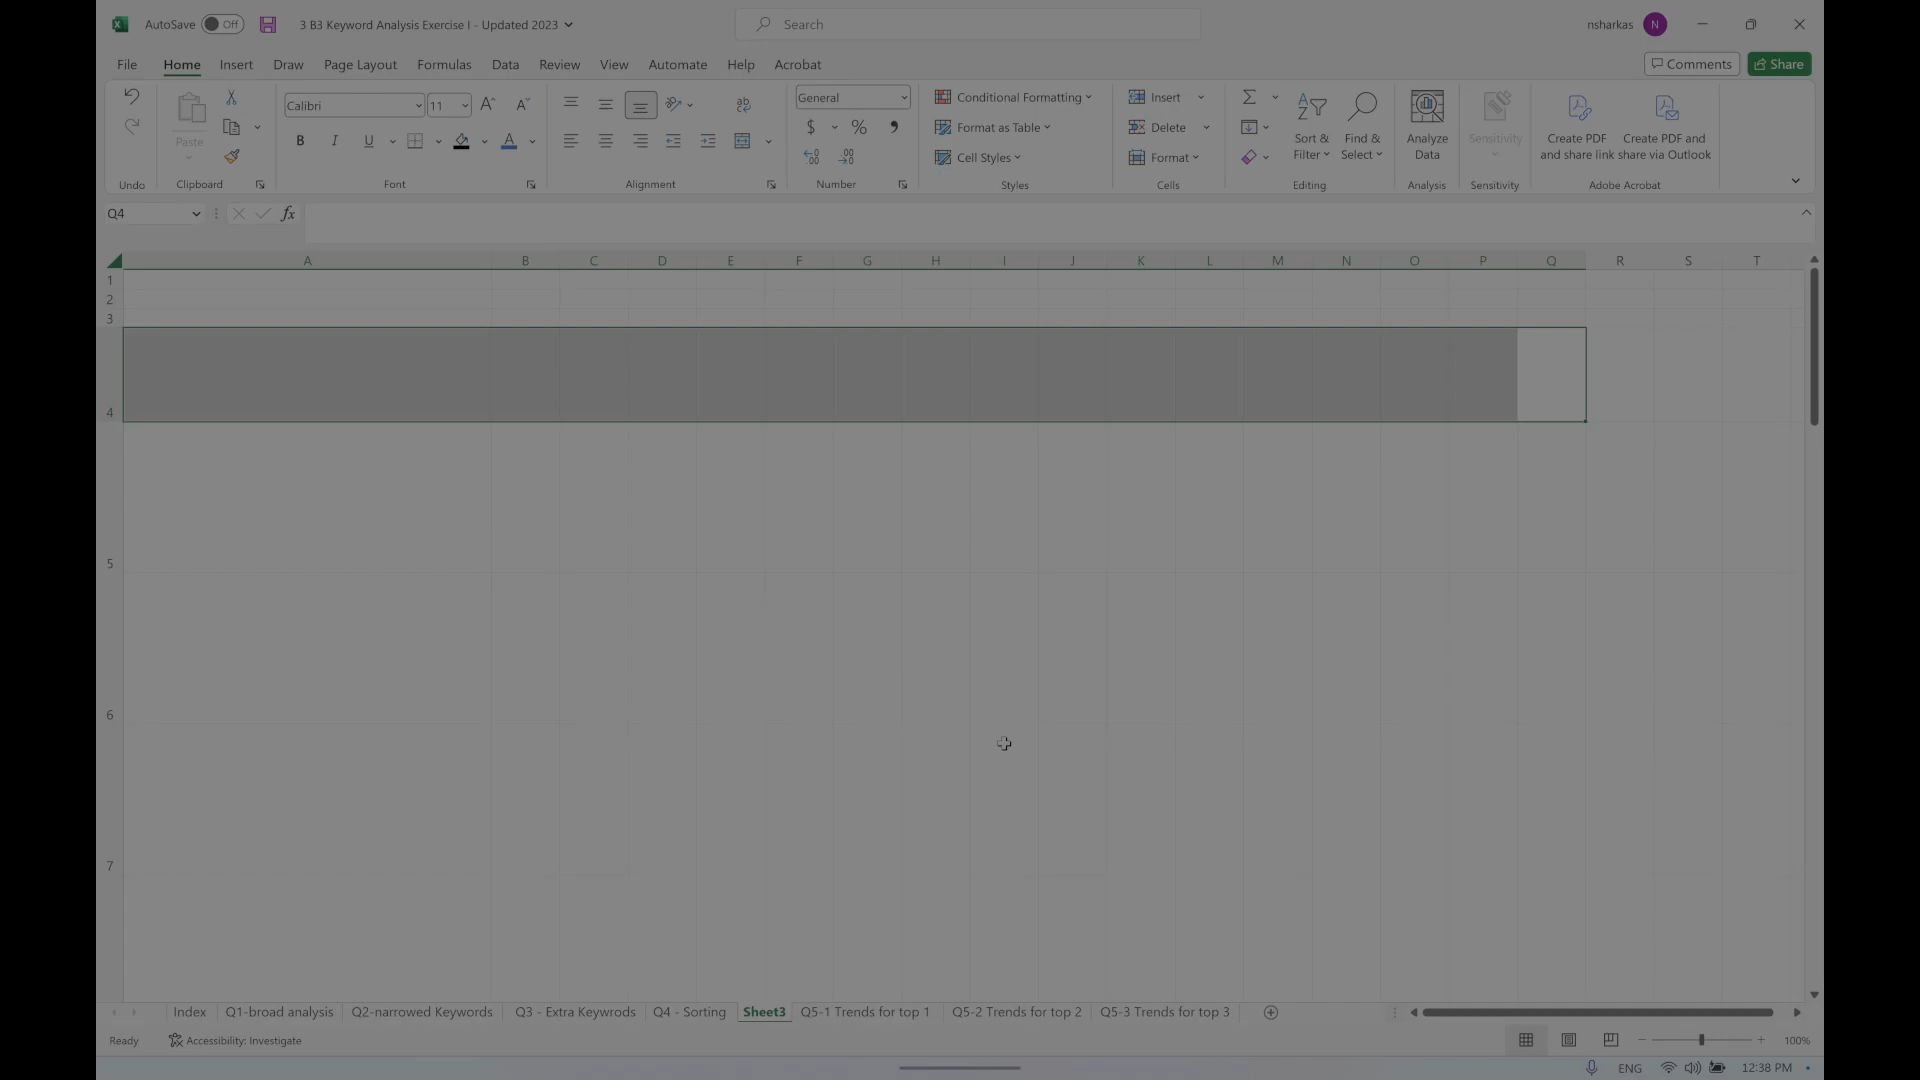 AutoSave Off 3 B3 Keyword Analysis Exercise I - Updated 2023 Search nsharkas N
File Home Insert Draw Page Layout Formulas Data Review View Automate Help Acrobat Comments Share
Calibri 11 General Conditional Formatting Insert
Paste B I U A $ % Format as Table Delete Sort & Filter Find & Select Analyze Data Sensitivity Create PDF and share link Create PDF and share via Outlook
Cell Styles Format
Undo Clipboard Font Alignment Number Styles Cells Editing Analysis Sensitivity Adobe Acrobat
Q4 fx
A B C D E F G H I J K L M N O P Q R S T
1
2
3
4
5
6
7
Index Q1-broad analysis Q2-narrowed Keywords Q3 - Extra Keywrods Q4 - Sorting Sheet3 Q5-1 Trends for top 1 Q5-2 Trends for top 2 Q5-3 Trends for top 3
Ready Accessibility: Investigate 100%
ENG 12:38 PM